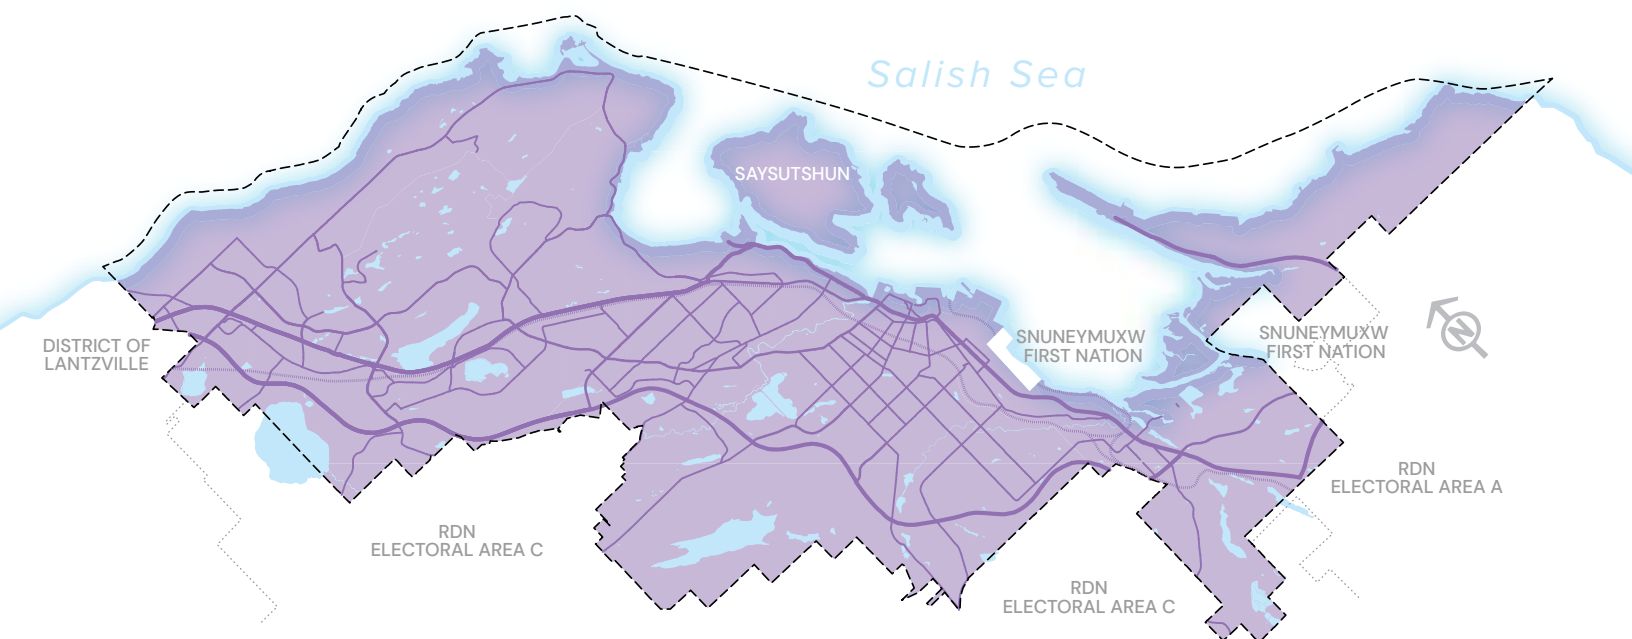 Salish Sea
SAYSUTSHUN
DISTRICT OF
LANTZVILLE
SNUNEYMUXW
FIRST NATION
SNUNEYMUXW
FIRST NATION
N
RDN
ELECTORAL AREA A
RDN
ELECTORAL AREA C
RDN
ELECTORAL AREA C